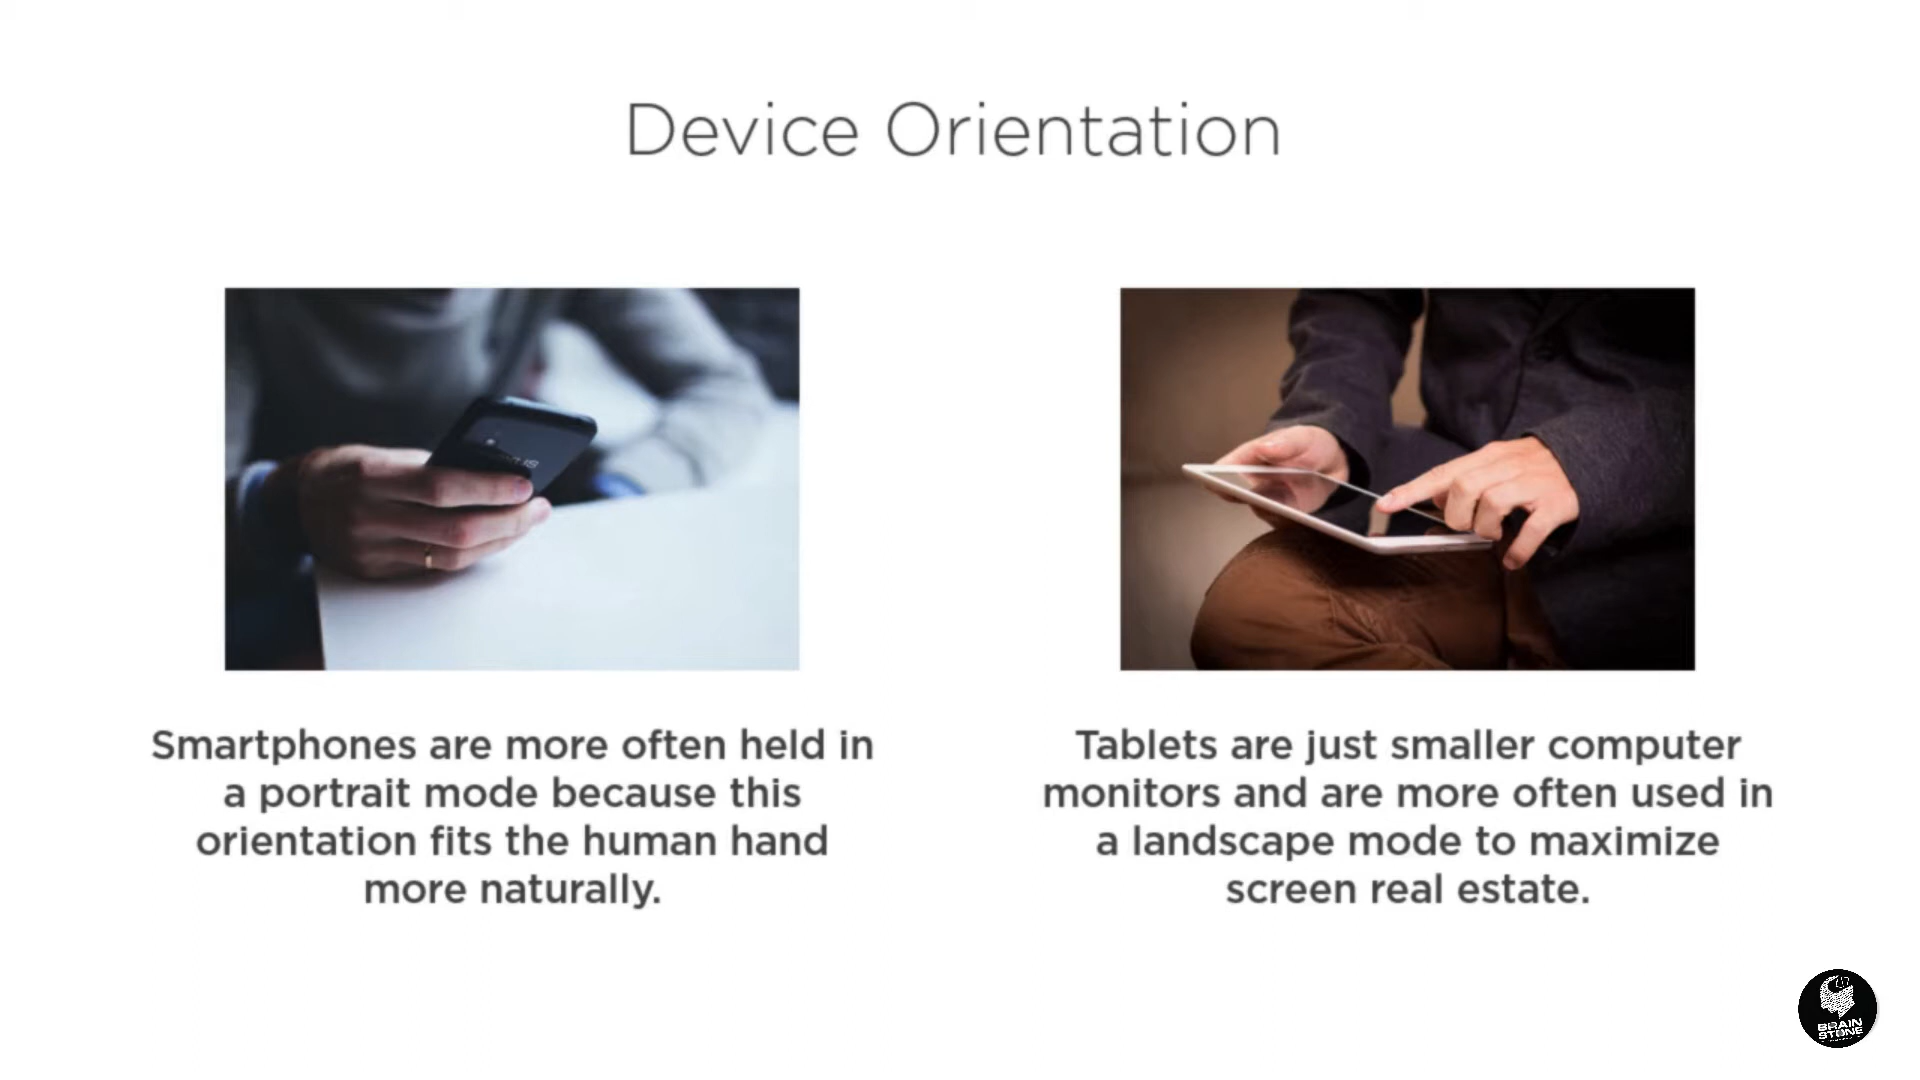 Device Orientation
Smartphones are more often held in
a portrait mode because this
orientation fits the human hand
more naturally.
Tablets are just smaller computer
monitors and are more often used in
a landscape mode to maximize
screen real estate.
BRAIN
STONE